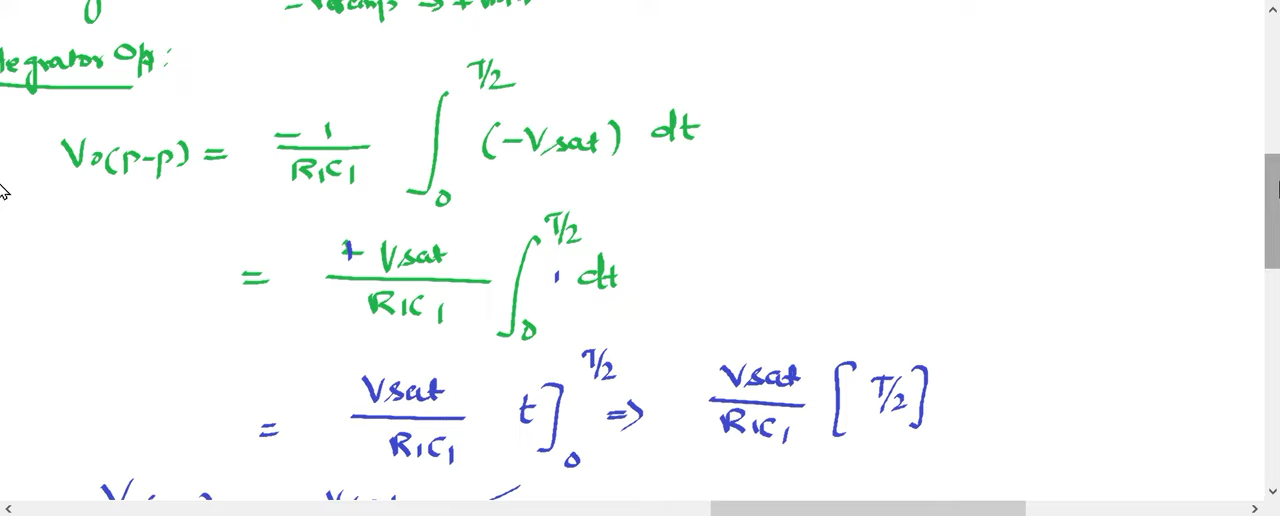 tegrator O/p:
Vo(p-p) = -1/R1C1 ∫0^T/2 (-Vsat) dt
= +Vsat/R1C1 ∫0^T/2 1 dt
= Vsat/R1C1 t]0^T/2 => Vsat/R1C1 [T/2]